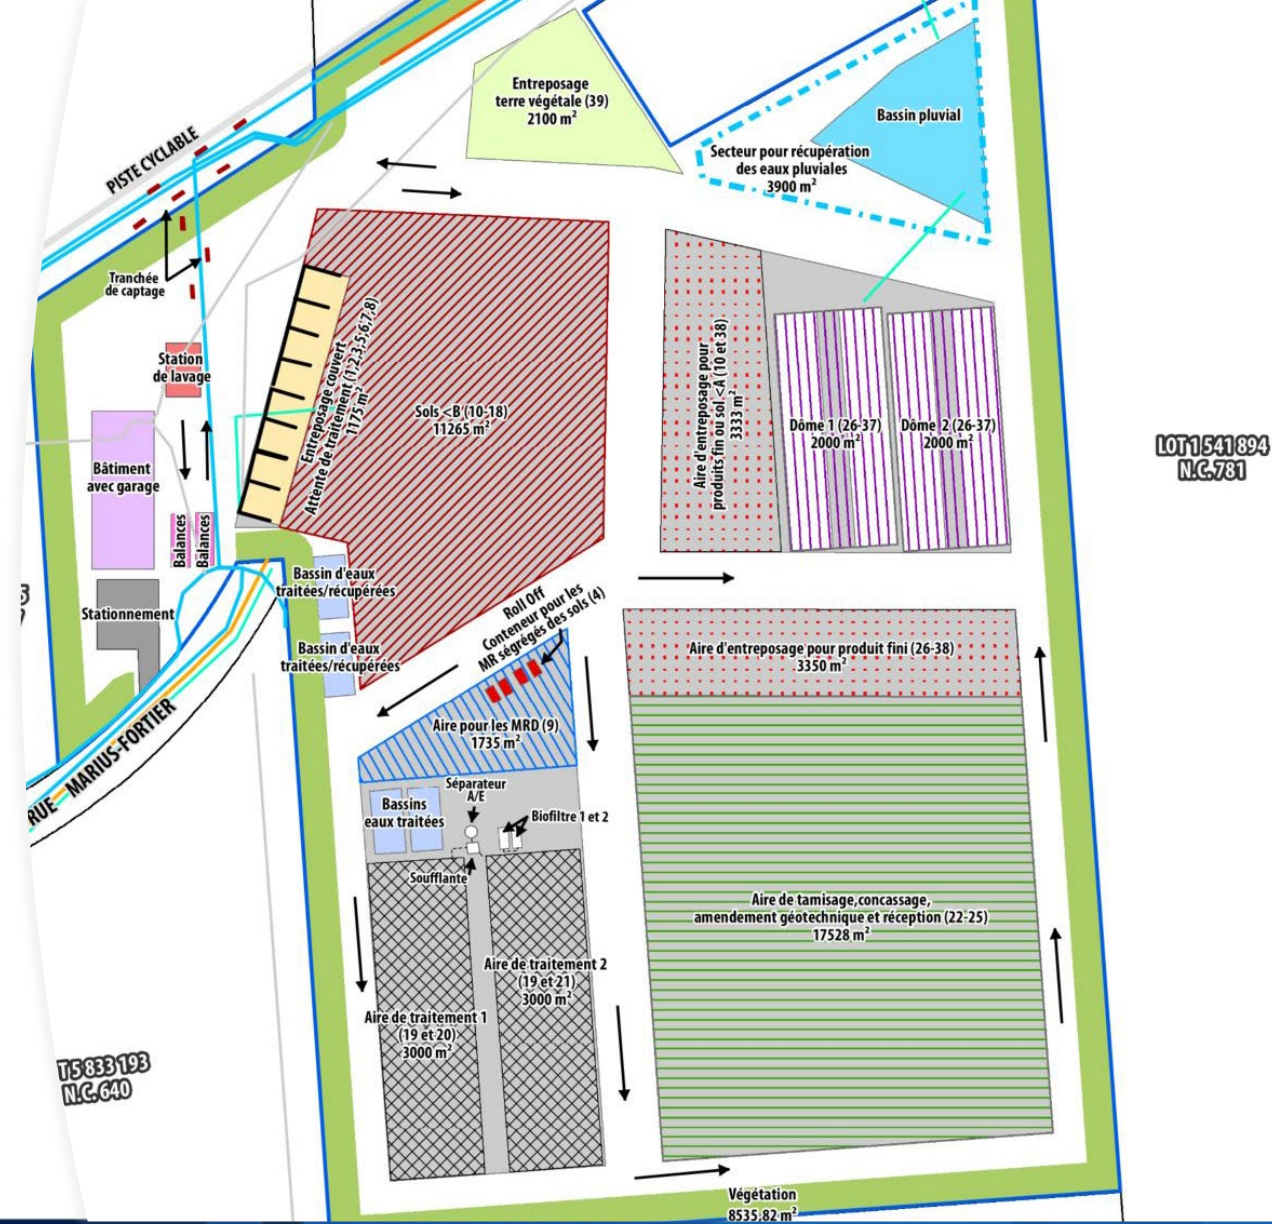 Entreposage
terre végétale (39)
2100 m²
Bassin pluvial
PISTE CYCLABLE
Secteur pour récupération
des eaux pluviales
3900 m²
Tranchée
de captage
Station
de lavage
Entreposage couvert
Attente de traitement (1,2,3,5,6,7,8)
1175 m²
Sols <B (10-18)
11265 m²
Aire d'entreposage pour
produits fin ou sol <A (10 et 38)
3333 m²
Dôme 1 (26-37)
2000 m²
Dôme 2 (26-37)
2000 m²
LOT 1 541 894
N.C. 781
Bâtiment
avec garage
Balances
Balances
Stationnement
Bassin d'eaux
traitées/récupérées
Bassin d'eaux
traitées/récupérées
Roll Off
Conteneur pour les
MR ségrégés des sols (4)
Aire d'entreposage pour produit fini (26-38)
3350 m²
RUE MARIUS-FORTIER
Aire pour les MRD (9)
1735 m²
Séparateur
A/E
Bassins
eaux traitées
Biofiltre 1 et 2
Soufflante
Aire de tamisage,concassage,
amendement géotechnique et réception (22-25)
17528 m²
Aire de traitement 2
(19 et 21)
3000 m²
Aire de traitement 1
(19 et 20)
3000 m²
T 5 833 193
N.C. 640
Végétation
8535,82 m²